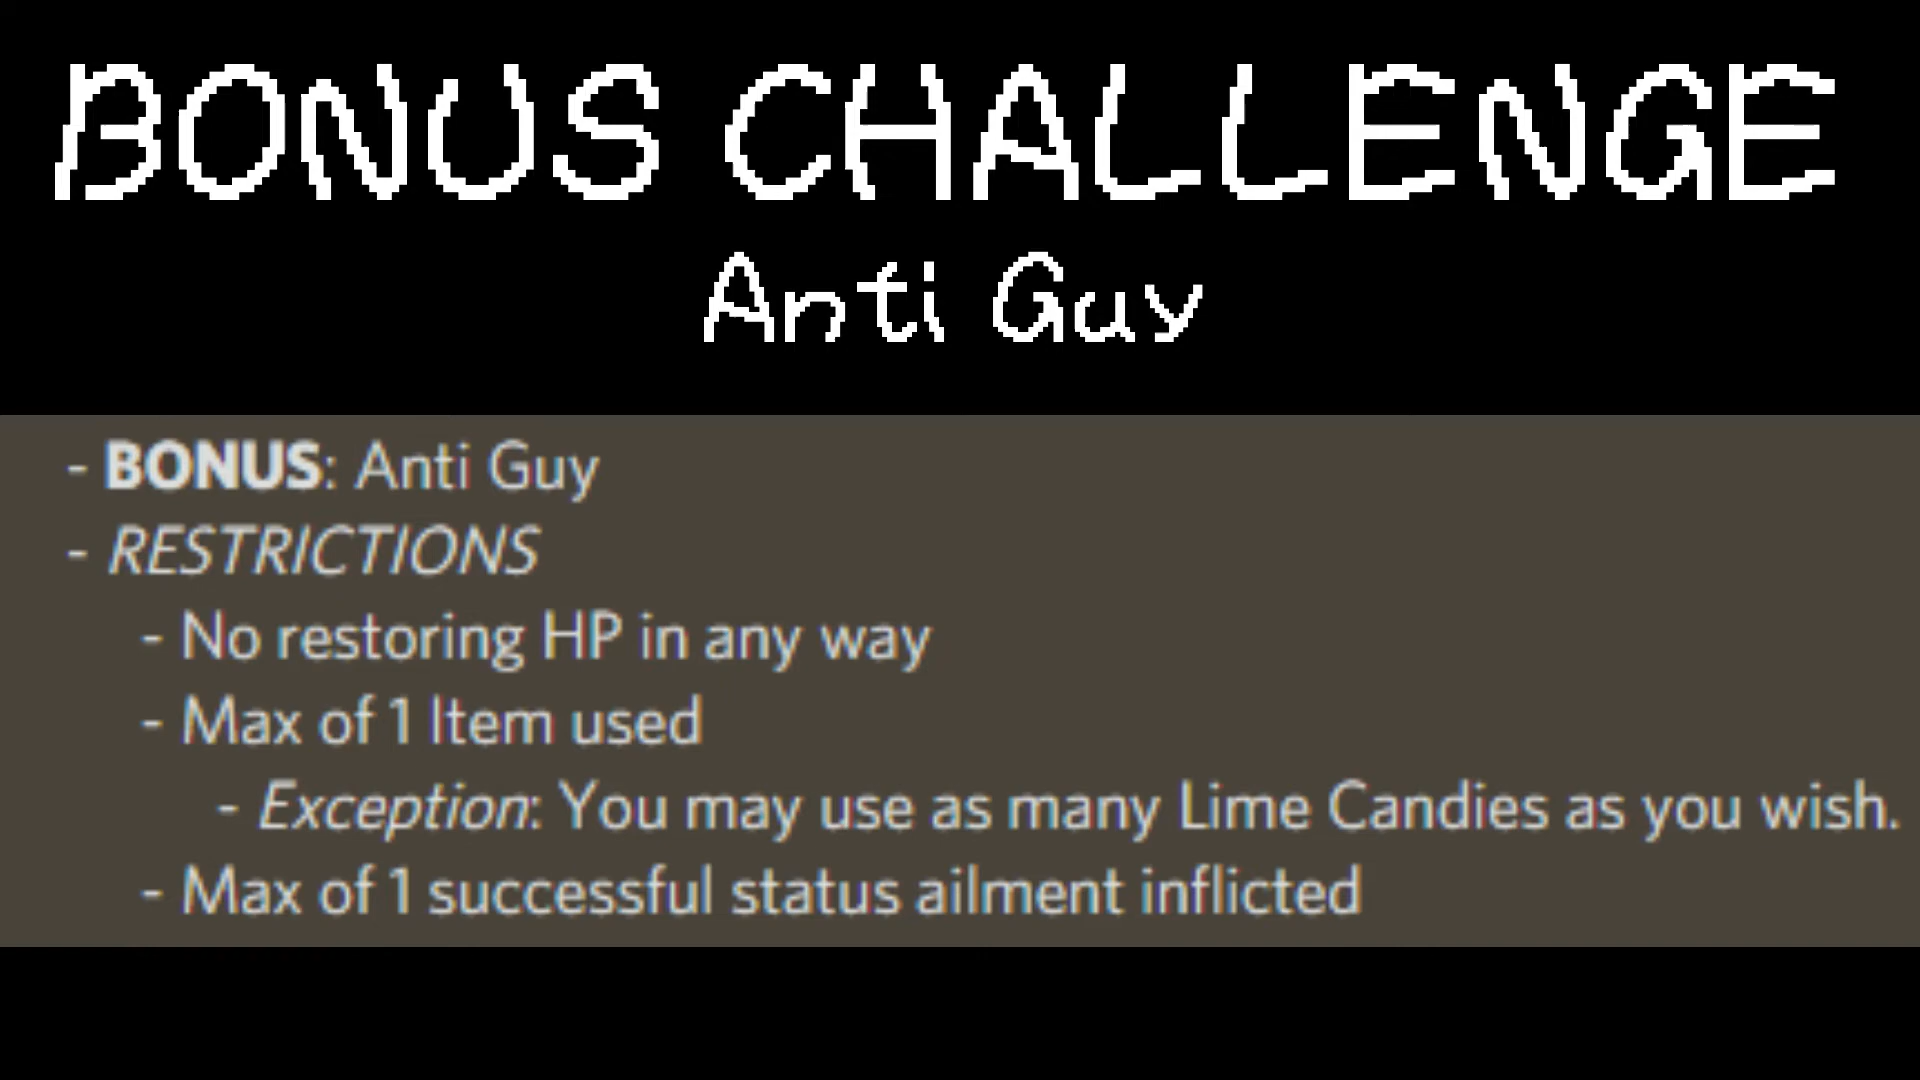 BONUS CHALLENGE
Anti Guy
- BONUS: Anti Guy
- RESTRICTIONS
- No restoring HP in any way
- Max of 1 Item used
- Exception: You may use as many Lime Candies as you wish.
- Max of 1 successful status ailment inflicted